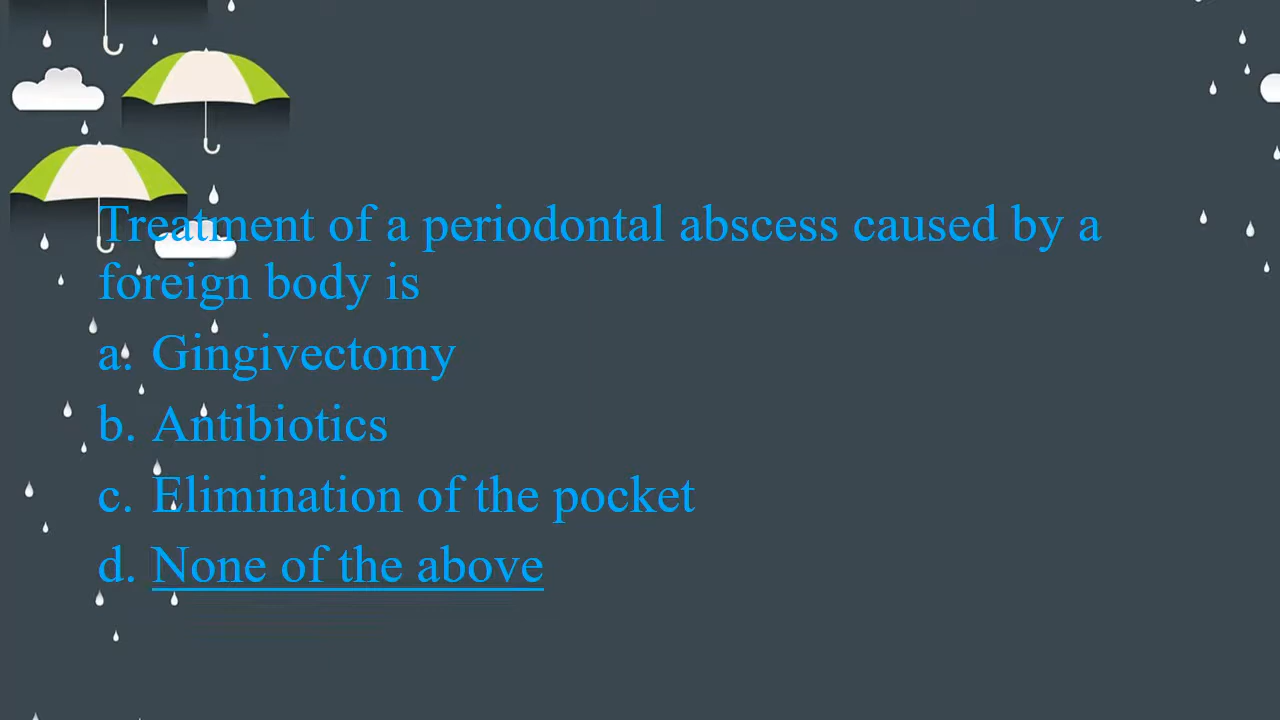 Treatment of a periodontal abscess caused by a
foreign body is
a. Gingivectomy
b. Antibiotics
c. Elimination of the pocket
d. None of the above